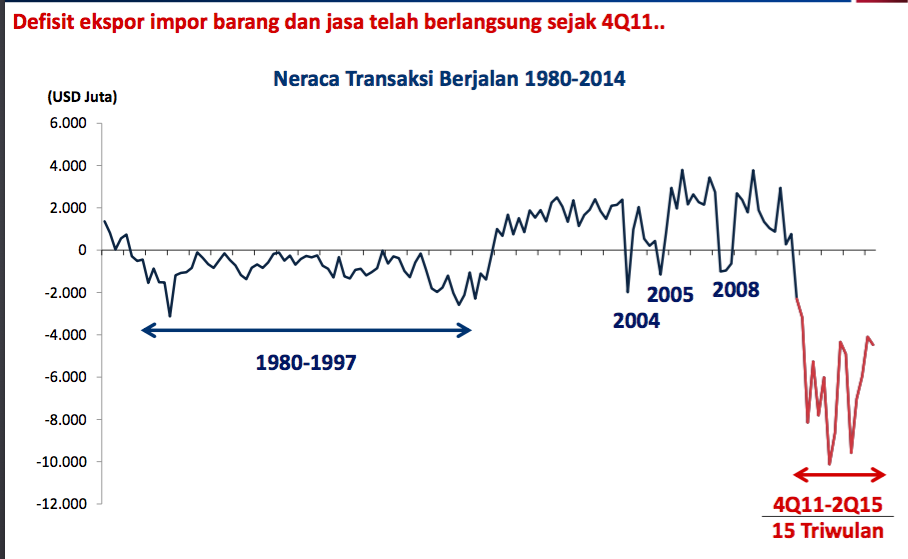 Defisit ekspor impor barang dan jasa telah berlangsung sejak 4Q11..
Neraca Transaksi Berjalan 1980-2014
(USD Juta)
6.000
4.000
2.000
0
-2.000
-4.000
-6.000
-8.000
-10.000
-12.000
1980-1997
2004
2005
2008
4Q11-2Q15
15 Triwulan